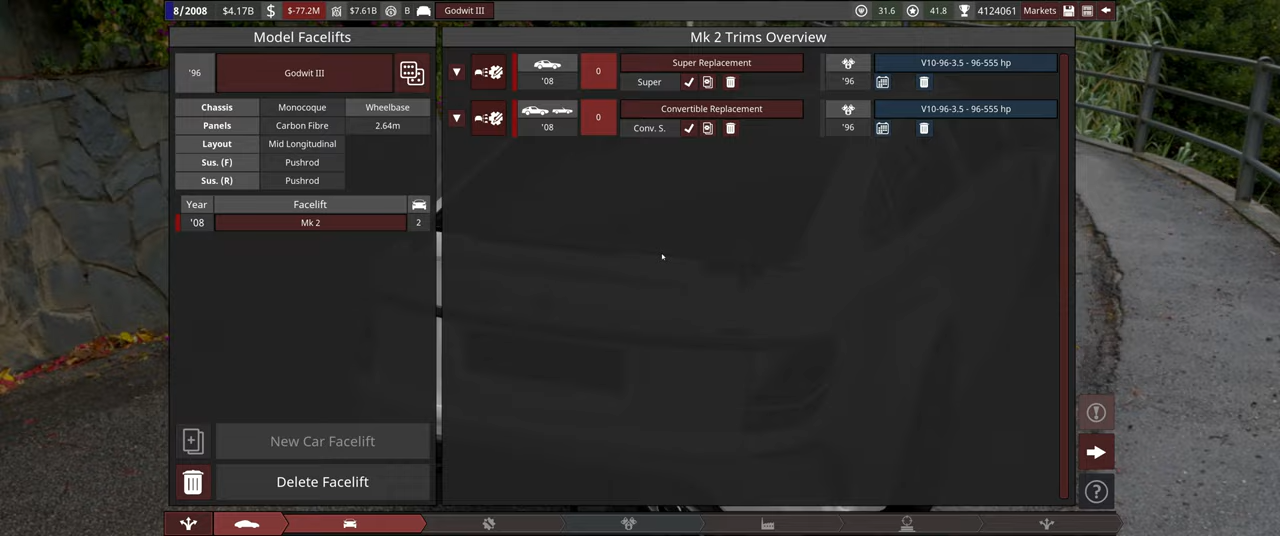 8/2008 $4.17B $ $-77.2M $7.61B B Godwit III 31.6 41.8 4124061 Markets
Model Facelifts
'96 Godwit III
Chassis Monocoque Wheelbase
Panels Carbon Fibre 2.64m
Layout Mid Longitudinal
Sus. (F) Pushrod
Sus. (R) Pushrod
Year Facelift
'08 Mk 2 2
New Car Facelift
Delete Facelift
Mk 2 Trims Overview
'08 0 Super Replacement
Super
'96 V10-96-3.5 - 96-555 hp
'08 0 Convertible Replacement
Conv. S.
'96 V10-96-3.5 - 96-555 hp
?